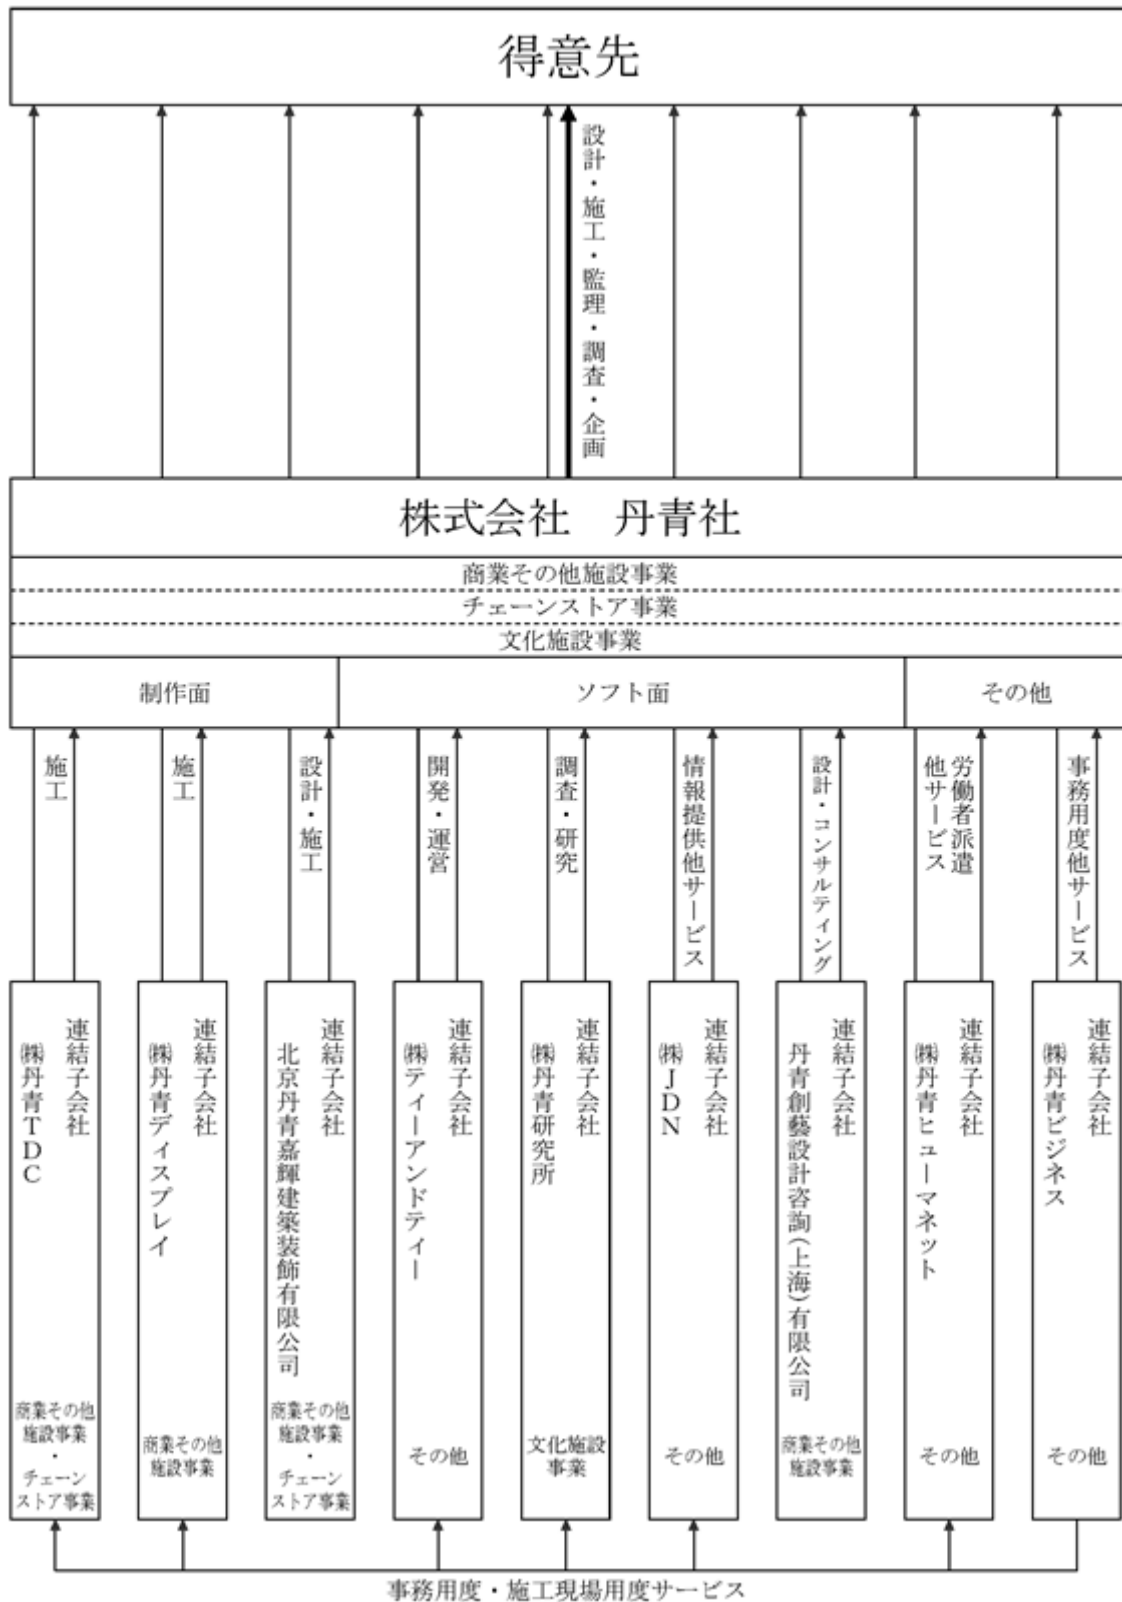 得意先
設計・施工・監理・調査・企画
株式会社　丹青社
商業その他施設事業
チェーンストア事業
文化施設事業
制作面
ソフト面
その他
施工
施工
設計・施工
開発・運営
調査・研究
情報提供他サービス
設計・コンサルティング
労働者派遣
他サービス
事務用度他サービス
連結子会社
㈱丹青TDC
商業その他
施設事業
・
チェーン
ストア事業
連結子会社
㈱丹青ディスプレイ
商業その他
施設事業
連結子会社
北京丹青嘉輝建築装飾有限公司
商業その他
施設事業
・
チェーン
ストア事業
連結子会社
㈱ティーアンドティー
その他
連結子会社
㈱丹青研究所
文化施設
事業
連結子会社
㈱JDN
その他
連結子会社
丹青創藝設計咨詢(上海)有限公司
商業その他
施設事業
連結子会社
㈱丹青ヒューマネット
その他
連結子会社
㈱丹青ビジネス
その他
事務用度・施工現場用度サービス